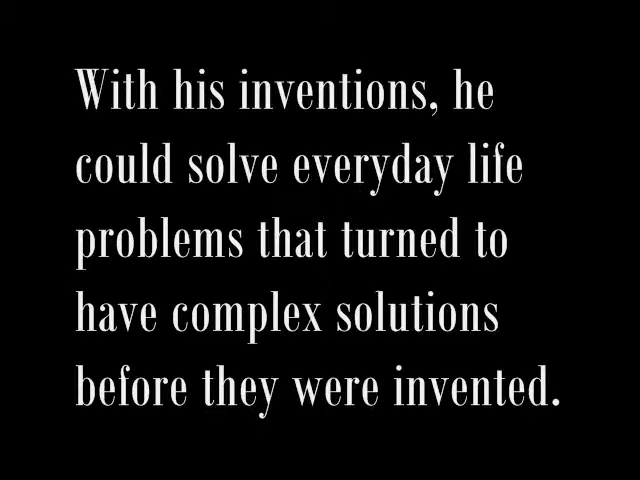 With his inventions, he
could solve everyday life
problems that turned to
have complex solutions
before they were invented.